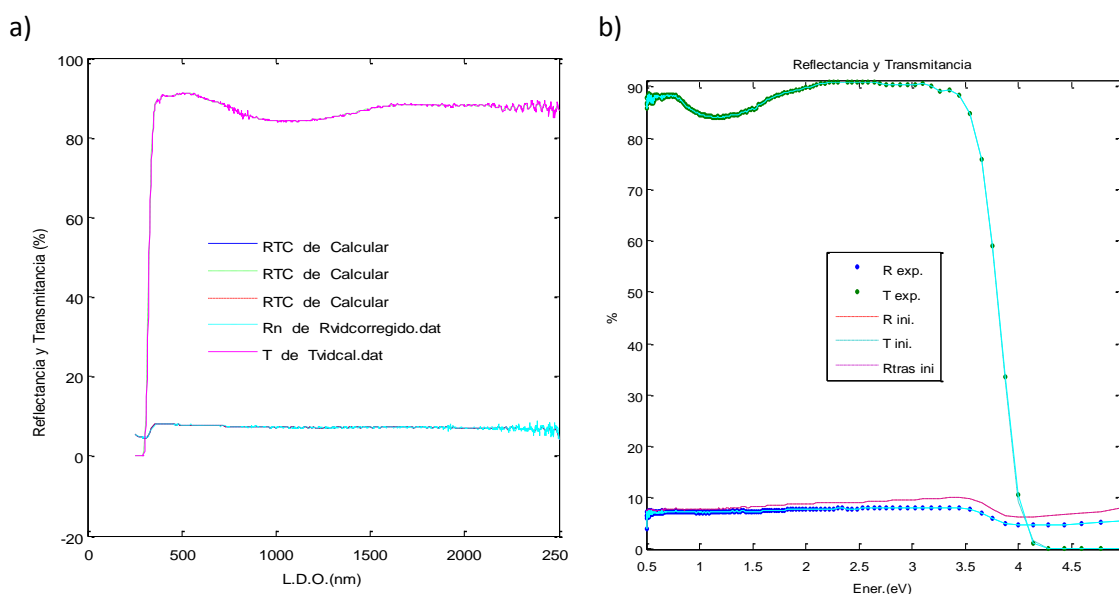 a)
100
80
60
40
20
0
-20
0
500
1000
1500
2000
2500
Reflectancia y Transmitancia (%)
L.D.O.(nm)
RTC de Calcular
RTC de Calcular
RTC de Calcular
Rn de Rvidcorregido.dat
T de Tvidcal.dat
b)
Reflectancia y Transmitancia
90
80
70
60
50
40
30
20
10
0
0.5
1
1.5
2
2.5
3
3.5
4
4.5
%
Ener.(eV)
R exp.
T exp.
R ini.
T ini.
Rtras ini